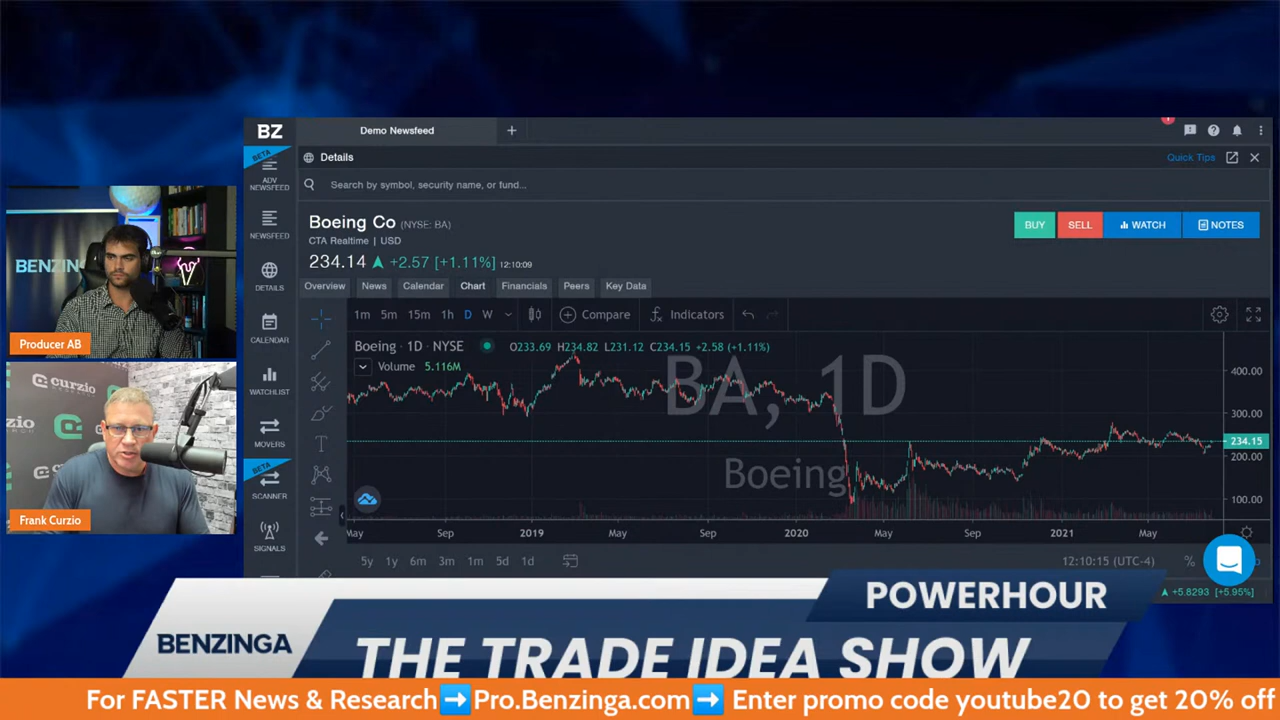 BZ
Demo Newsfeed
+
BETA
ADV NEWSFEED
NEWSFEED
DETAILS
CALENDAR
WATCHLIST
MOVERS
BETA
SCANNER
SIGNALS
Details
Quick Tips
Search by symbol, security name, or fund...
Boeing Co (NYSE: BA)
BUY
SELL
WATCH
NOTES
CTA Realtime | USD
234.14 ▲ +2.57 [+1.11%] 12:10:09
Overview News Calendar Chart Financials Peers Key Data
1m 5m 15m 1h D W Compare Indicators
Boeing · 1D · NYSE O233.69 H234.82 L231.12 C234.15 +2.58 (+1.11%)
Volume 5.116M
BA, 1D
Boeing
400.00
300.00
234.15
200.00
100.00
May Sep 2019 May Sep 2020 May Sep 2021 May
5y 1y 6m 3m 1m 5d 1d
12:10:15 (UTC-4) %
▲ +5.8293 [+5.95%]
BENZING
Producer AB
curzio
curzio
Frank Curzio
POWERHOUR
BENZINGA
THE TRADE IDEA SHOW
For FASTER News & Research➡Pro.Benzinga.com➡ Enter promo code youtube20 to get 20% off